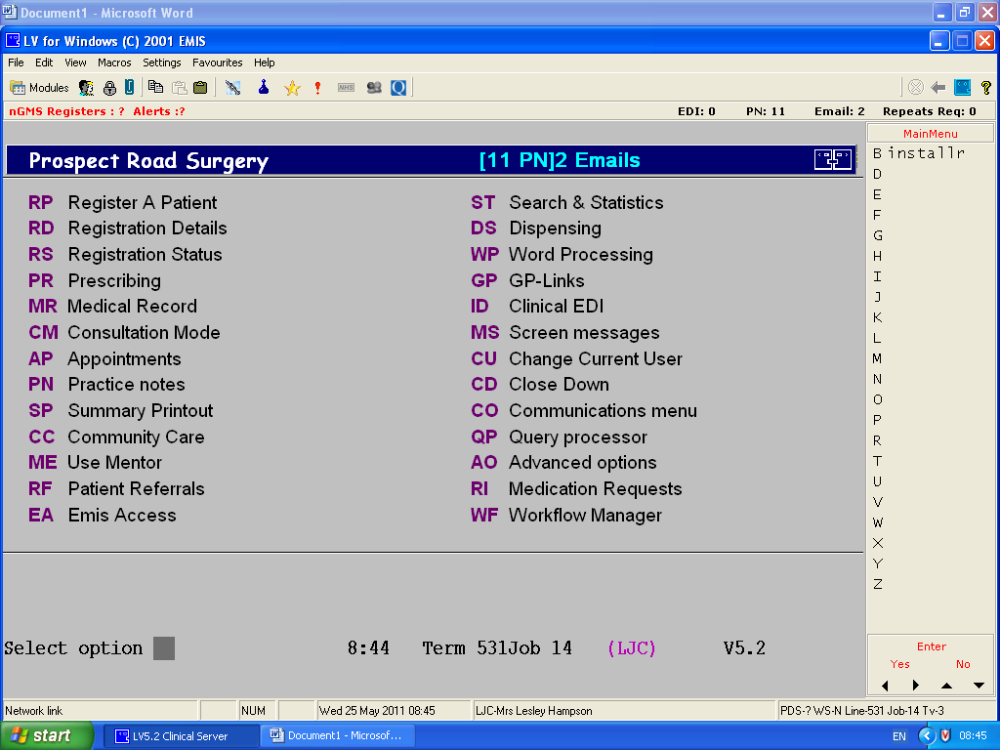 Document1 - Microsoft Word
LV for Windows (C) 2001 EMIS
File Edit View Macros Settings Favourites Help
Modules NHS Q ?
nGMS Registers : ? Alerts :? EDI: 0 PN: 11 Email: 2 Repeats Req: 0
Prospect Road Surgery [11 PN]2 Emails
RP Register A Patient
RD Registration Details
RS Registration Status
PR Prescribing
MR Medical Record
CM Consultation Mode
AP Appointments
PN Practice notes
SP Summary Printout
CC Community Care
ME Use Mentor
RF Patient Referrals
EA Emis Access
ST Search & Statistics
DS Dispensing
WP Word Processing
GP GP-Links
ID Clinical EDI
MS Screen messages
CU Change Current User
CD Close Down
CO Communications menu
QP Query processor
AO Advanced options
RI Medication Requests
WF Workflow Manager
Select option 8:44 Term 531Job 14 (LJC) V5.2
MainMenu
B installr
D
E
F
G
H
I
J
K
L
M
N
O
P
R
T
U
V
W
X
Y
Z
Enter
Yes No
Network link NUM Wed 25 May 2011 08:45 LJC-Mrs Lesley Hampson PDS-? WS-N Line-531 Job-14 Tv-3
start LV5.2 Clinical Server Document1 - Microsof... EN 08:45